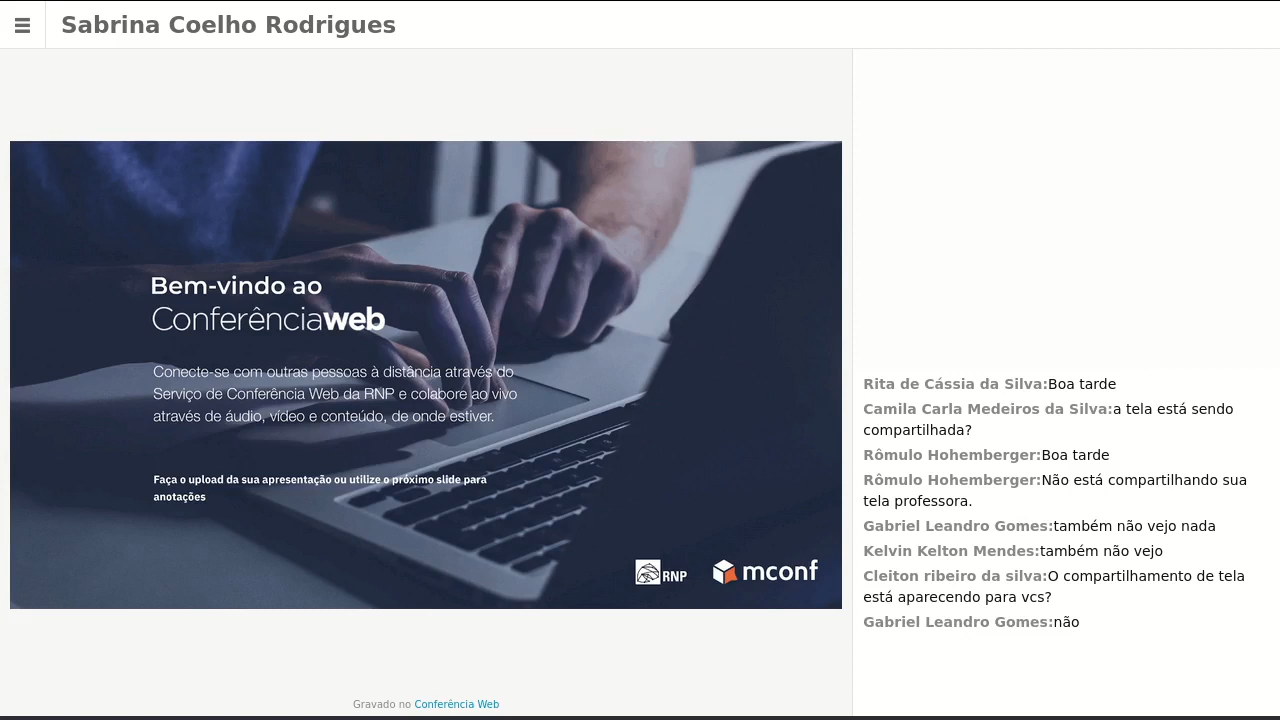 Sabrina Coelho Rodrigues
Bem-vindo ao
Conferênciaweb
Conecte-se com outras pessoas à distância através do
Serviço de Conferência Web da RNP e colabore ao vivo
através de áudio, vídeo e conteúdo, de onde estiver.
Faça o upload da sua apresentação ou utilize o próximo slide para
anotações
RNP
mconf
Gravado no Conferência Web
Rita de Cássia da Silva:Boa tarde
Camila Carla Medeiros da Silva:a tela está sendo
compartilhada?
Rômulo Hohemberger:Boa tarde
Rômulo Hohemberger:Não está compartilhando sua
tela professora.
Gabriel Leandro Gomes:também não vejo nada
Kelvin Kelton Mendes:também não vejo
Cleiton ribeiro da silva:O compartilhamento de tela
está aparecendo para vcs?
Gabriel Leandro Gomes:não